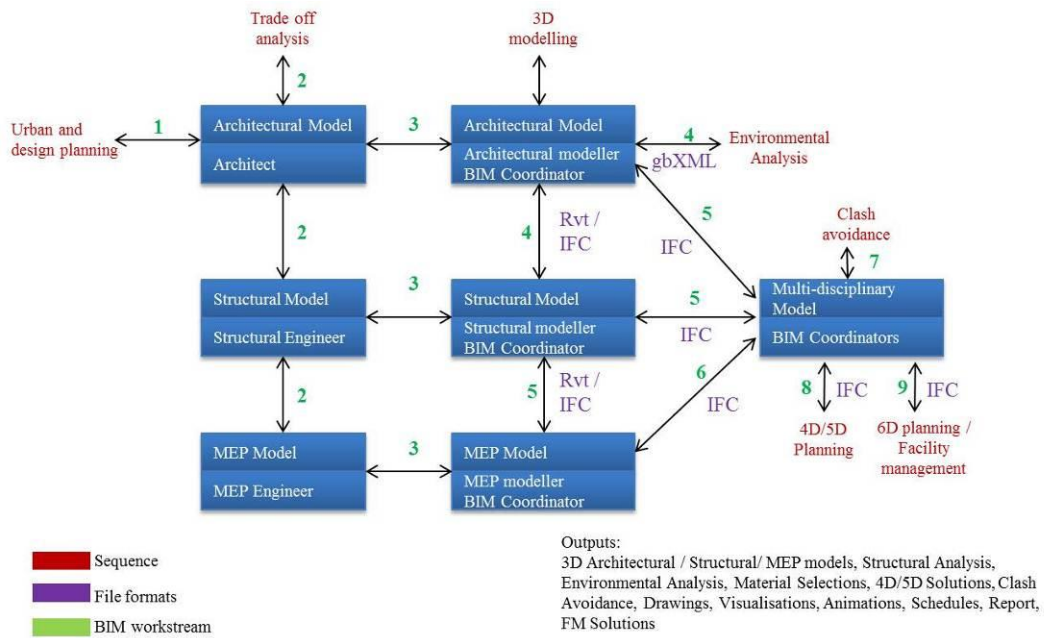 Trade off
analysis
3D
modelling
2
Urban and
design planning
1
Architectural Model
Architect
3
Architectural Model
Architectural modeller
BIM Coordinator
4
gbXML
Environmental
Analysis
2
4
Rvt /
IFC
5
IFC
Clash
avoidance
7
Structural Model
Structural Engineer
3
Structural Model
Structural modeller
BIM Coordinator
5
IFC
Multi-disciplinary
Model
BIM Coordinators
2
5
Rvt /
IFC
6
IFC
8
IFC
9
IFC
4D/5D
Planning
6D planning /
Facility
management
MEP Model
MEP Engineer
3
MEP Model
MEP modeller
BIM Coordinator
Sequence
File formats
BIM workstream
Outputs:
3D Architectural / Structural/ MEP models, Structural Analysis,
Environmental Analysis, Material Selections, 4D/5D Solutions, Clash
Avoidance, Drawings, Visualisations, Animations, Schedules, Report,
FM Solutions